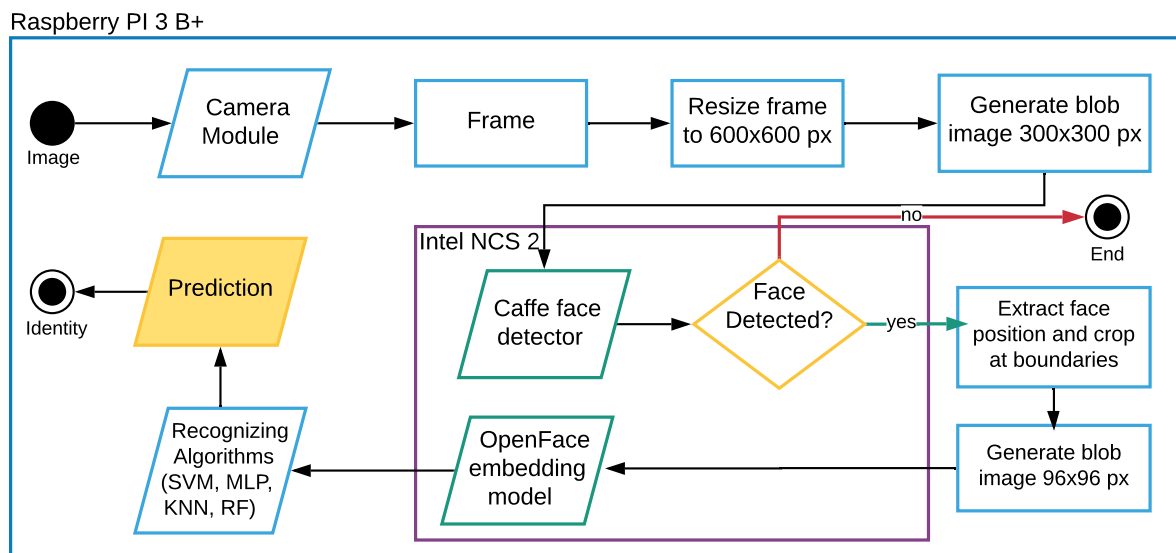 Raspberry PI 3 B+
Camera
Module
Frame
Resize frame
to 600x600 px
Generate blob
image 300x300 px
Image
no
End
Intel NCS 2
Caffe face
detector
Face
Detected?
yes
Extract face
position and crop
at boundaries
Generate blob
image 96x96 px
OpenFace
embedding
model
Recognizing
Algorithms
(SVM, MLP,
KNN, RF)
Prediction
Identity